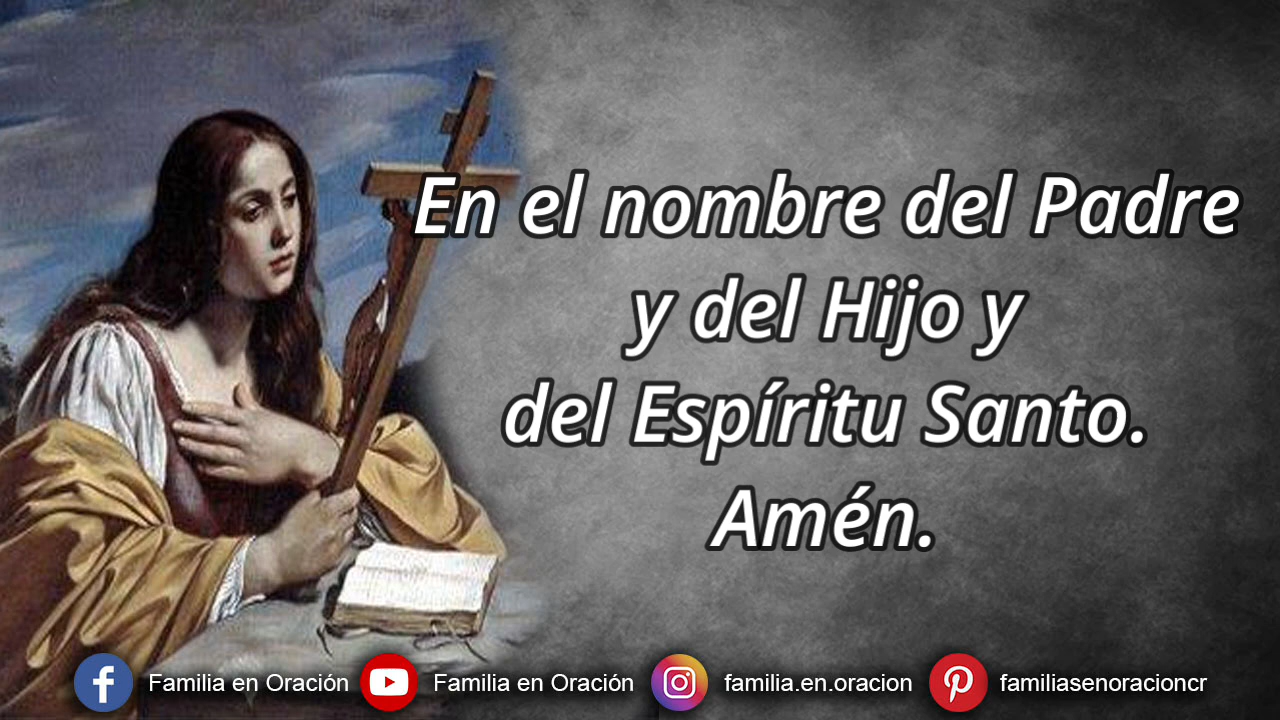 En el nombre del Padre
y del Hijo y
del Espíritu Santo.
Amén.
Familia en Oración Familia en Oración familia.en.oracion familiasenoracioncr